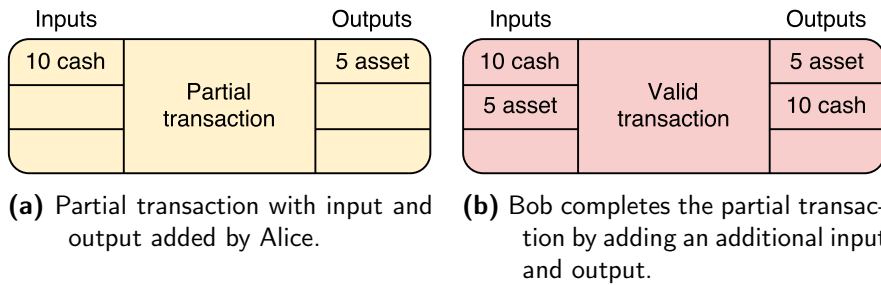 Inputs Outputs
10 cash 5 asset
Partial
transaction
(a) Partial transaction with input and
output added by Alice.
Inputs Outputs
10 cash 5 asset
Valid
5 asset 10 cash
transaction
(b) Bob completes the partial transac-
tion by adding an additional input
and output.